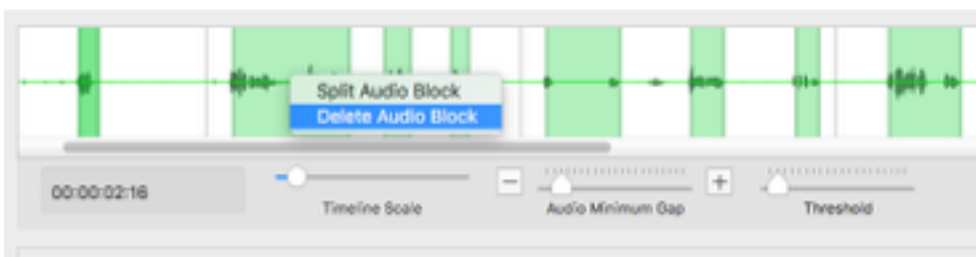 Split Audio Block
Delete Audio Block
00:00:02:16
Timeline Scale
Audio Minimum Gap
Threshold